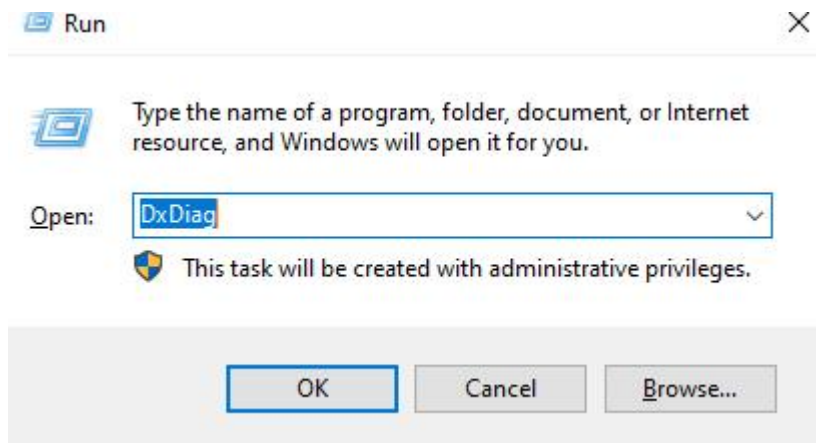 Run
Type the name of a program, folder, document, or Internet
resource, and Windows will open it for you.
Open:
DxDiag
This task will be created with administrative privileges.
OK
Cancel
Browse...